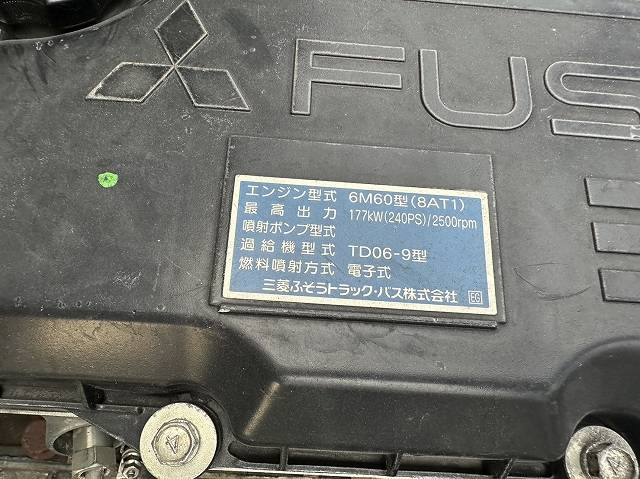 FUS
エンジン型式 6M60型(8AT1)
最高出力 177kW(240PS)/2500rpm
噴射ポンプ型式
過給機型式 TD06-9型
燃料噴射方式 電子式
三菱ふそうトラック・バス株式会社 EG
4
4